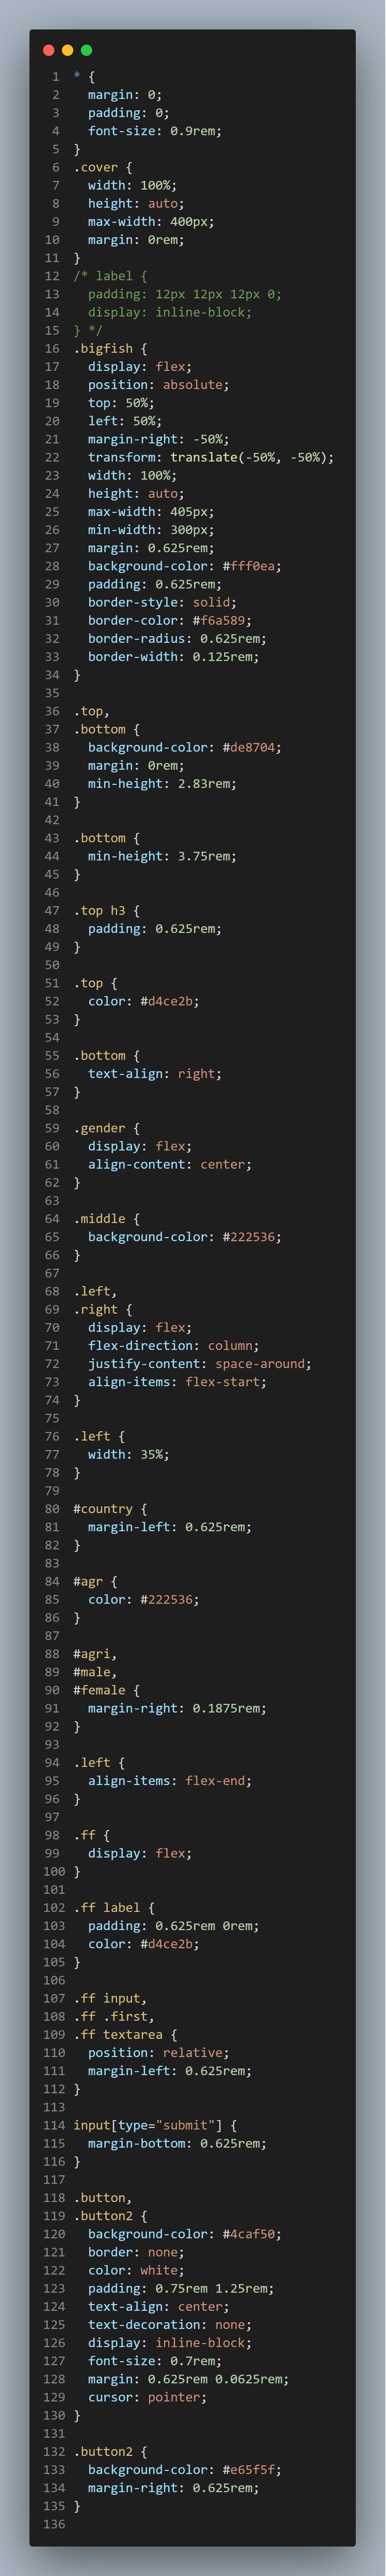 1 * {
2   margin: 0;
3   padding: 0;
4   font-size: 0.9rem;
5 }
6 .cover {
7   width: 100%;
8   height: auto;
9   max-width: 400px;
10   margin: 0rem;
11 }
12 /* label {
13   padding: 12px 12px 12px 0;
14   display: inline-block;
15 } */
16 .bigfish {
17   display: flex;
18   position: absolute;
19   top: 50%;
20   left: 50%;
21   margin-right: -50%;
22   transform: translate(-50%, -50%);
23   width: 100%;
24   height: auto;
25   max-width: 405px;
26   min-width: 300px;
27   margin: 0.625rem;
28   background-color: #fff0ea;
29   padding: 0.625rem;
30   border-style: solid;
31   border-color: #f6a589;
32   border-radius: 0.625rem;
33   border-width: 0.125rem;
34 }
35
36 .top,
37 .bottom {
38   background-color: #de8704;
39   margin: 0rem;
40   min-height: 2.83rem;
41 }
42
43 .bottom {
44   min-height: 3.75rem;
45 }
46
47 .top h3 {
48   padding: 0.625rem;
49 }
50
51 .top {
52   color: #d4ce2b;
53 }
54
55 .bottom {
56   text-align: right;
57 }
58
59 .gender {
60   display: flex;
61   align-content: center;
62 }
63
64 .middle {
65   background-color: #222536;
66 }
67
68 .left,
69 .right {
70   display: flex;
71   flex-direction: column;
72   justify-content: space-around;
73   align-items: flex-start;
74 }
75
76 .left {
77   width: 35%;
78 }
79
80 #country {
81   margin-left: 0.625rem;
82 }
83
84 #agr {
85   color: #222536;
86 }
87
88 #agri,
89 #male,
90 #female {
91   margin-right: 0.1875rem;
92 }
93
94 .left {
95   align-items: flex-end;
96 }
97
98 .ff {
99   display: flex;
100 }
101
102 .ff label {
103   padding: 0.625rem 0rem;
104   color: #d4ce2b;
105 }
106
107 .ff input,
108 .ff .first,
109 .ff textarea {
110   position: relative;
111   margin-left: 0.625rem;
112 }
113
114 input[type="submit"] {
115   margin-bottom: 0.625rem;
116 }
117
118 .button,
119 .button2 {
120   background-color: #4caf50;
121   border: none;
122   color: white;
123   padding: 0.75rem 1.25rem;
124   text-align: center;
125   text-decoration: none;
126   display: inline-block;
127   font-size: 0.7rem;
128   margin: 0.625rem 0.0625rem;
129   cursor: pointer;
130 }
131
132 .button2 {
133   background-color: #e65f5f;
134   margin-right: 0.625rem;
135 }
136